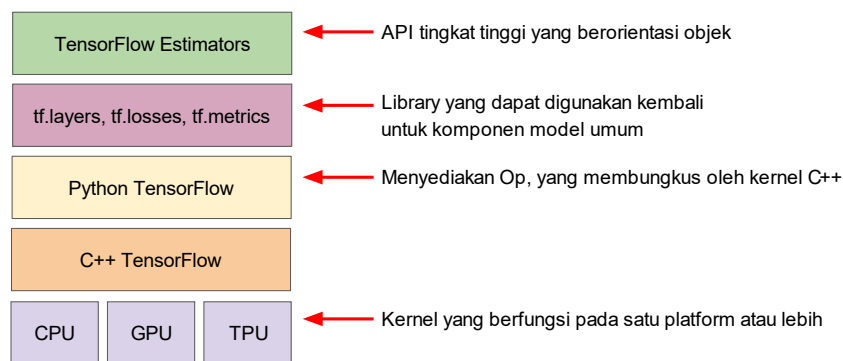 TensorFlow Estimators
API tingkat tinggi yang berorientasi objek
tf.layers, tf.losses, tf.metrics
Library yang dapat digunakan kembali
untuk komponen model umum
Python TensorFlow
Menyediakan Op, yang membungkus oleh kernel C++
C++ TensorFlow
CPU
GPU
TPU
Kernel yang berfungsi pada satu platform atau lebih